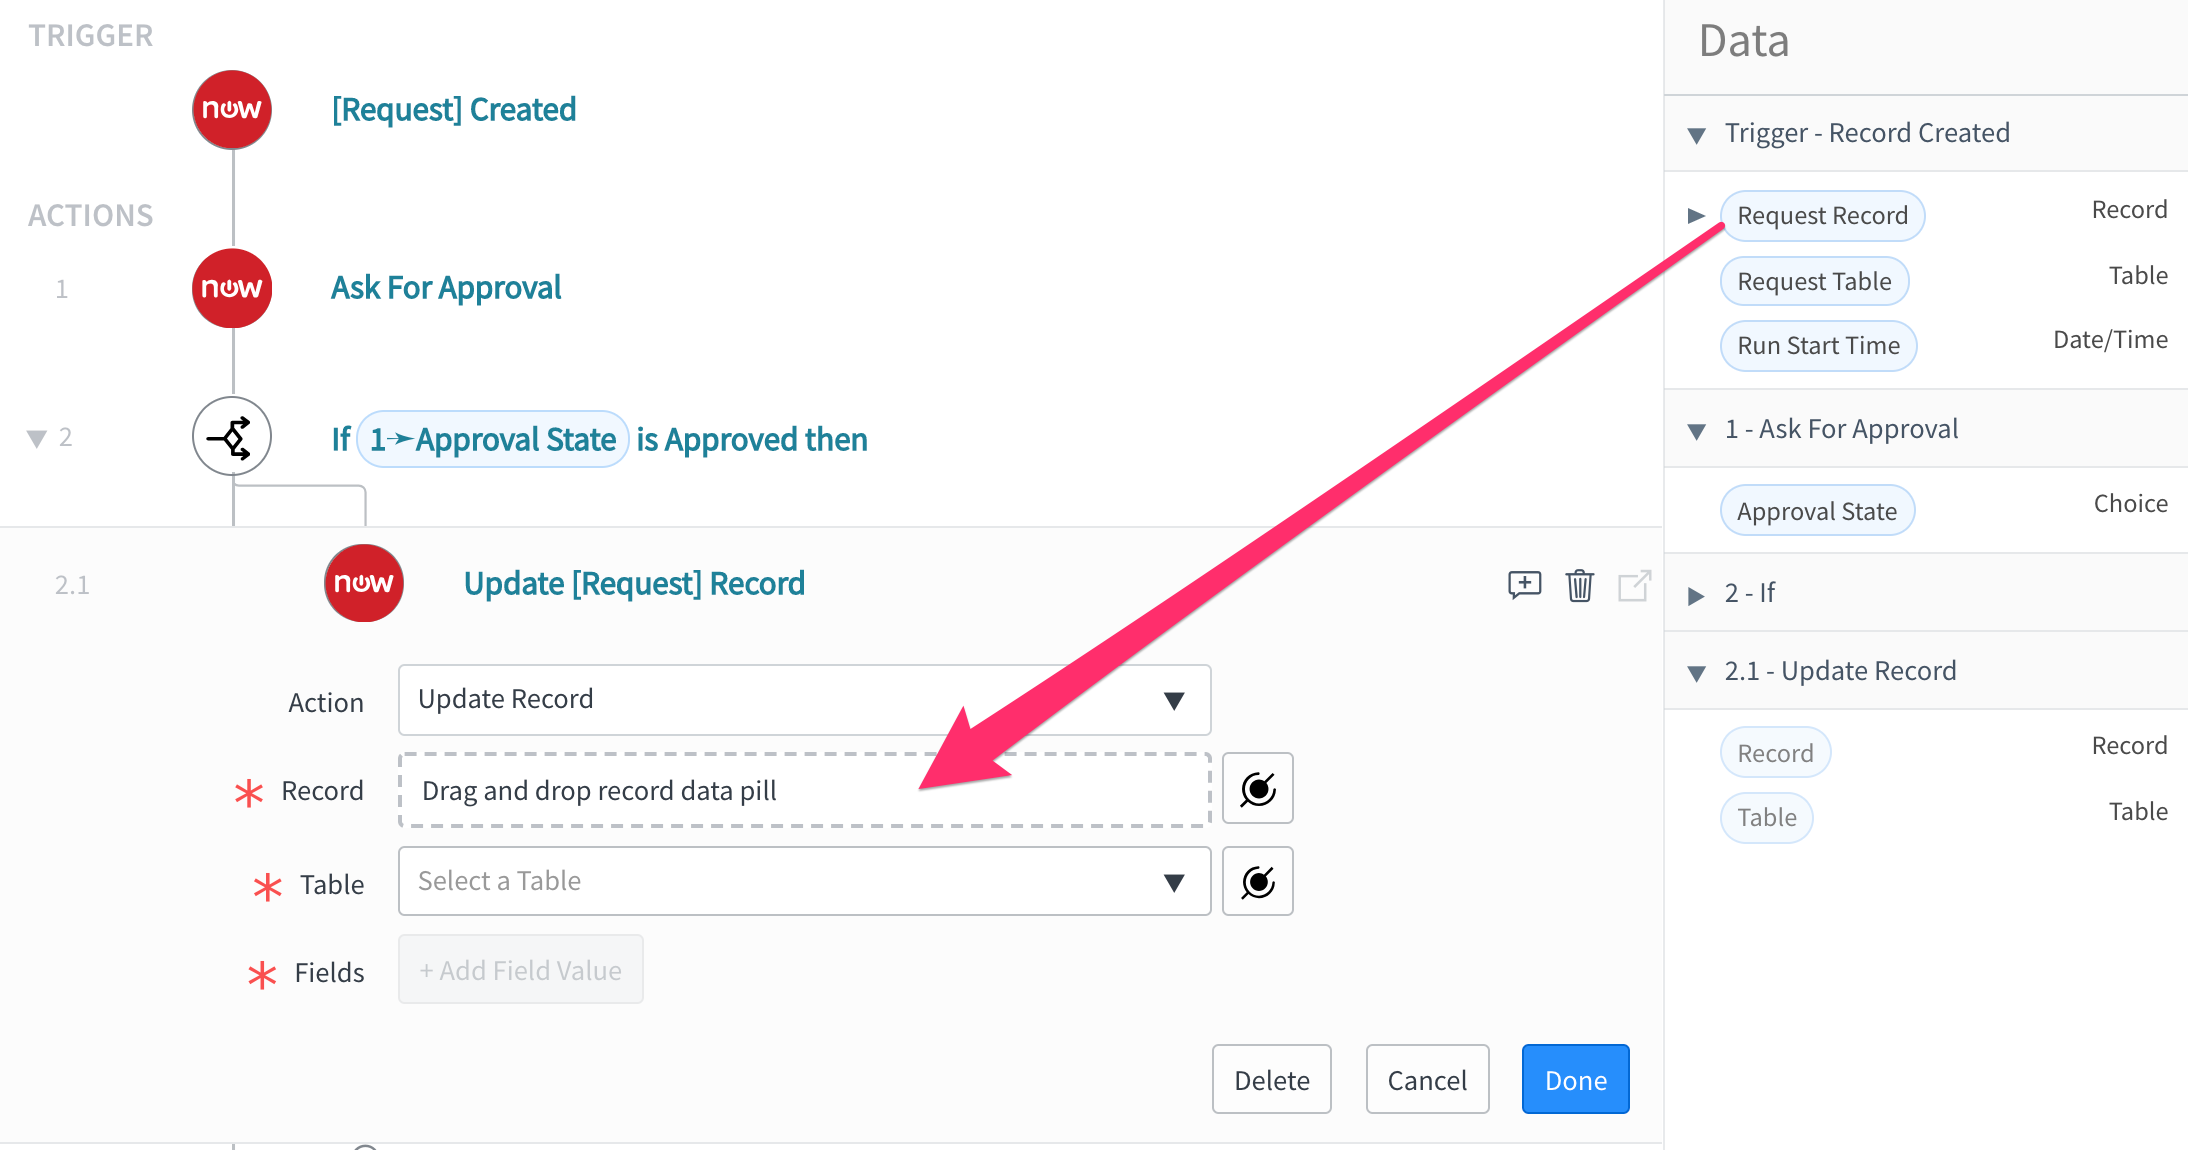 TRIGGER
now
[Request] Created
ACTIONS
1
now
Ask For Approval
2
If 1➛Approval State is Approved then
2.1
now
Update [Request] Record
Action
Update Record
* Record
Drag and drop record data pill
* Table
Select a Table
* Fields
+ Add Field Value
Delete
Cancel
Done
Data
Trigger - Record Created
Request Record
Record
Request Table
Table
Run Start Time
Date/Time
1 - Ask For Approval
Approval State
Choice
2 - If
2.1 - Update Record
Record
Record
Table
Table